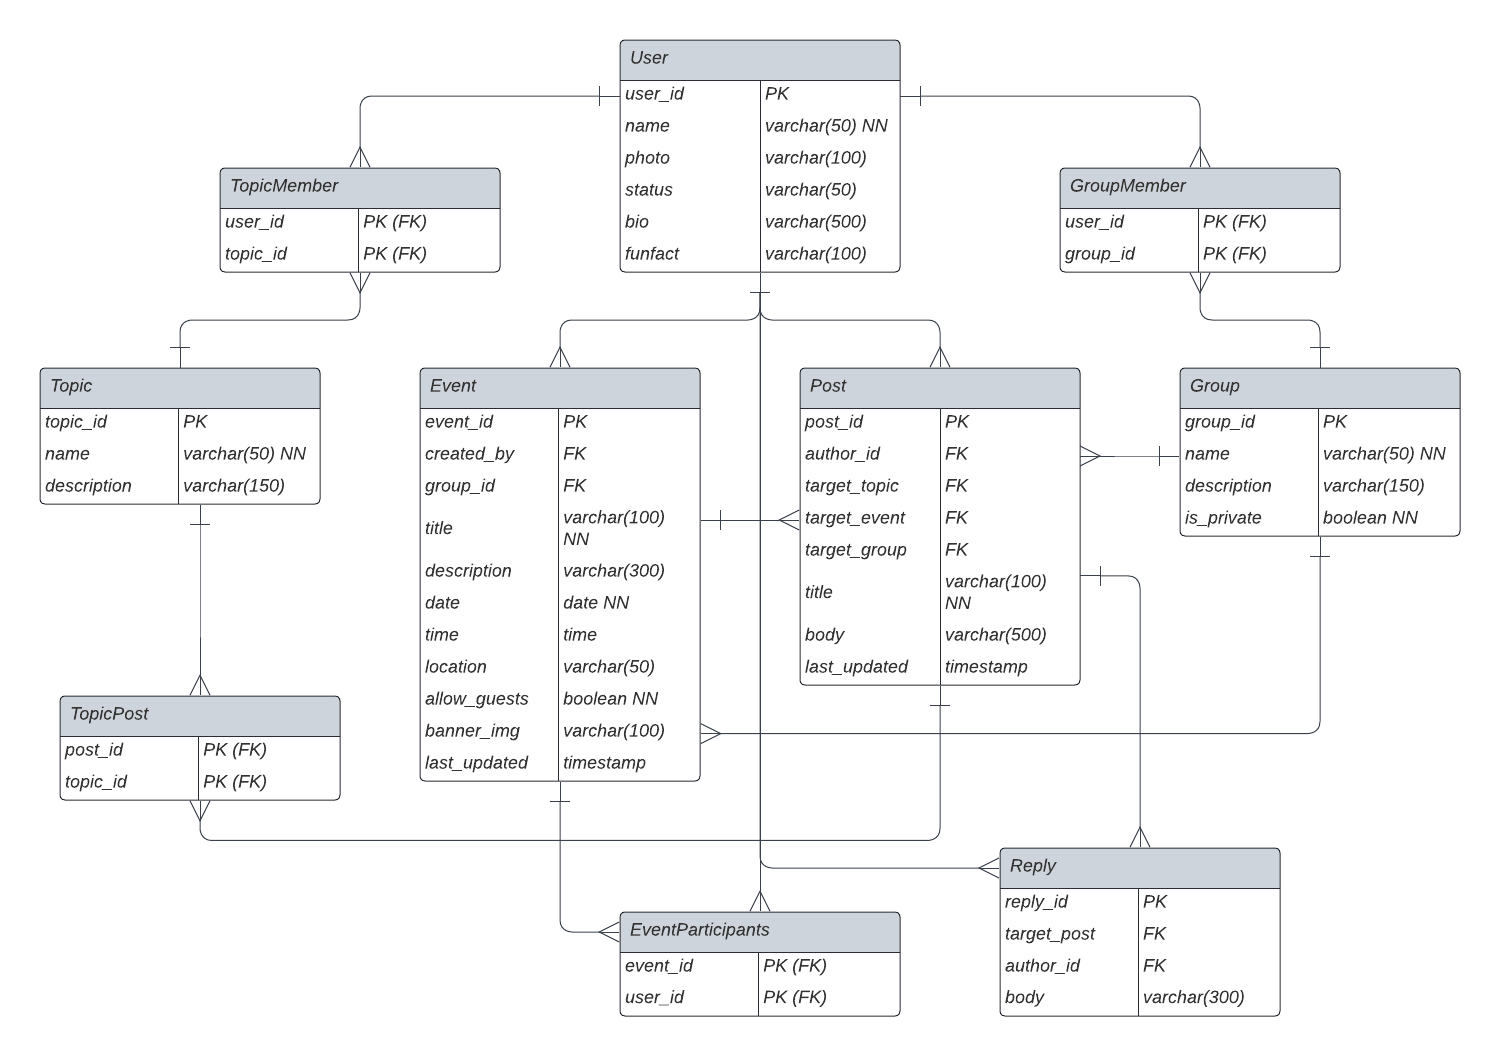 User
user_id PK
name varchar(50) NN
photo varchar(100)
status varchar(50)
bio varchar(500)
funfact varchar(100)
TopicMember
user_id PK (FK)
topic_id PK (FK)
GroupMember
user_id PK (FK)
group_id PK (FK)
Topic
topic_id PK
name varchar(50) NN
description varchar(150)
Event
event_id PK
created_by FK
group_id FK
title varchar(100)
NN
description varchar(300)
date date NN
time time
location varchar(50)
allow_guests boolean NN
banner_img varchar(100)
last_updated timestamp
Post
post_id PK
author_id FK
target_topic FK
target_event FK
target_group FK
title varchar(100)
NN
body varchar(500)
last_updated timestamp
Group
group_id PK
name varchar(50) NN
description varchar(150)
is_private boolean NN
TopicPost
post_id PK (FK)
topic_id PK (FK)
EventParticipants
event_id PK (FK)
user_id PK (FK)
Reply
reply_id PK
target_post FK
author_id FK
body varchar(300)